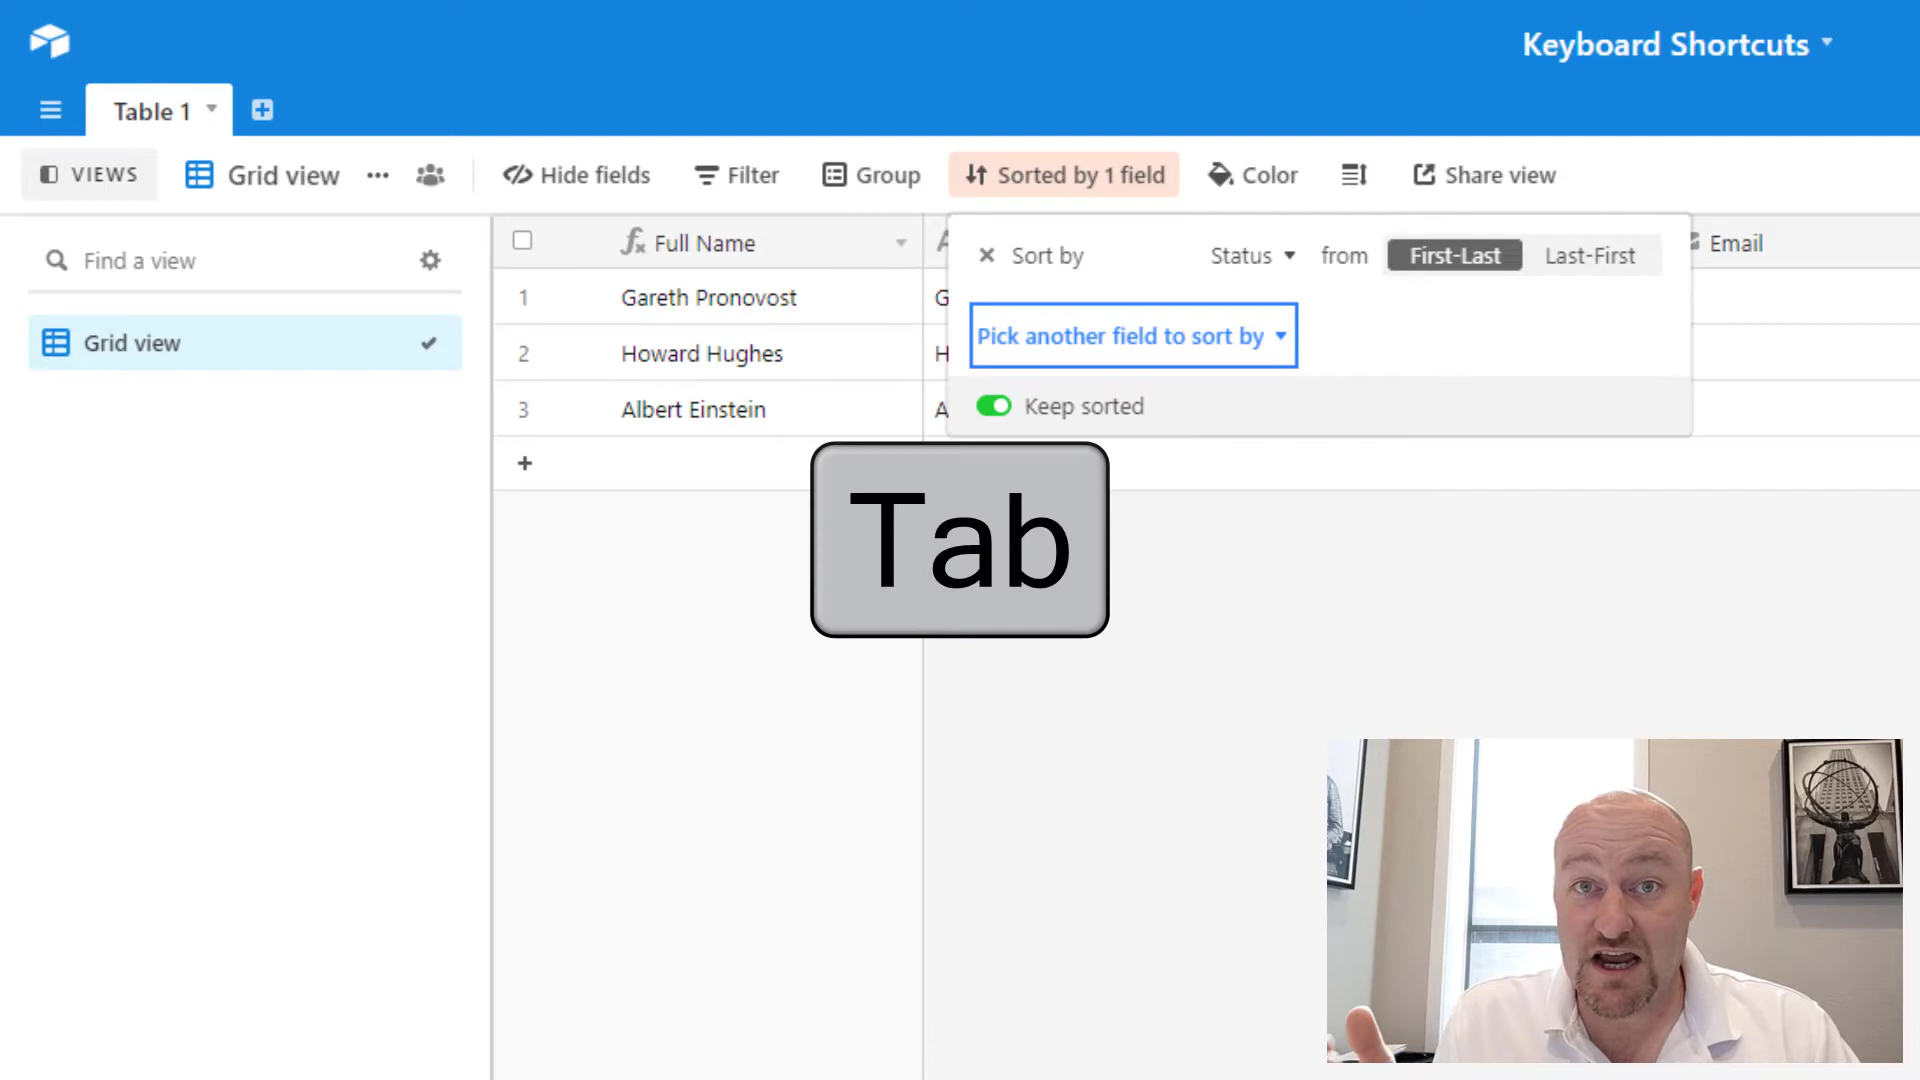 Keyboard Shortcuts
Table 1
VIEWS
Grid view
Hide fields
Filter
Group
Sorted by 1 field
Color
Share view
Find a view
Grid view
Full Name
A
Email
1 Gareth Pronovost G
2 Howard Hughes H
3 Albert Einstein A
+
Sort by Status from First-Last Last-First
Pick another field to sort by
Keep sorted
Tab